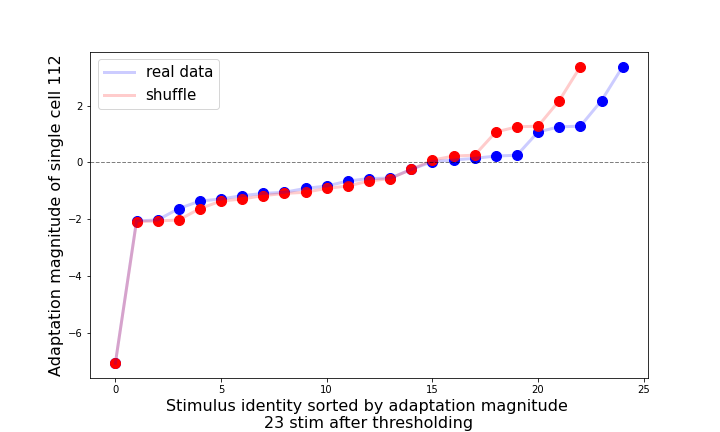 real data
shuffle
Adaptation magnitude of single cell 112
2
0
−2
−4
−6
0 5 10 15 20 25
Stimulus identity sorted by adaptation magnitude
23 stim after thresholding